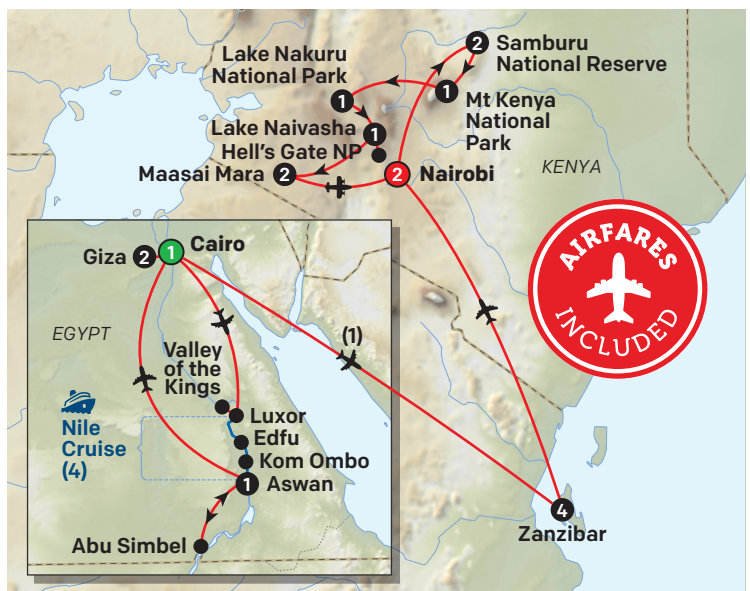 Lake Nakuru
National Park
1
2
Samburu
National Reserve
1
Mt Kenya
National
Park
Lake Naivasha
1
Hell's Gate NP
Maasai Mara
2
2
Nairobi
KENYA
AIRFARES
INCLUDED
Giza
2
1
Cairo
EGYPT
(1)
Valley
of the
Kings
Luxor
Edfu
Kom Ombo
1
Aswan
Nile
Cruise
(4)
Abu Simbel
4
Zanzibar